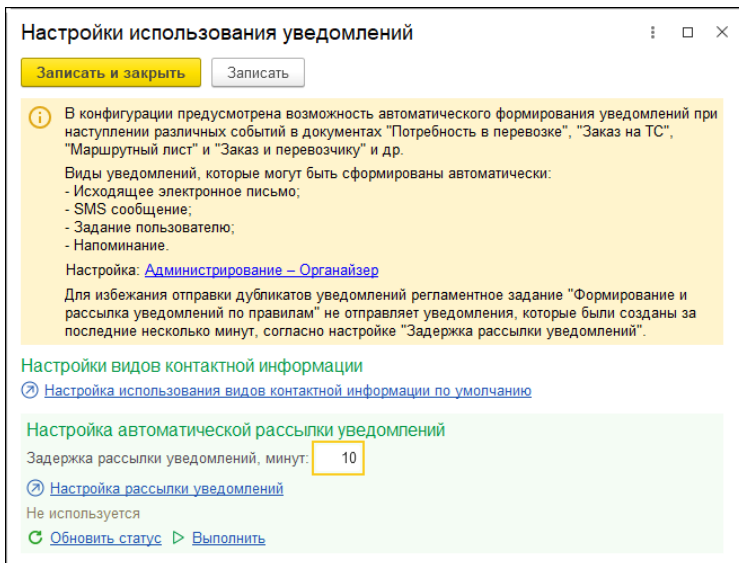 Настройки использования уведомлений
Записать и закрыть Записать
В конфигурации предусмотрена возможность автоматического формирования уведомлений при
наступлении различных событий в документах "Потребность в перевозке", "Заказ на ТС",
"Маршрутный лист" и "Заказ и перевозчику" и др.
Виды уведомлений, которые могут быть сформированы автоматически:
- Исходящее электронное письмо;
- SMS сообщение;
- Задание пользователю;
- Напоминание.
Настройка: Администрирование – Органайзер
Для избежания отправки дубликатов уведомлений регламентное задание "Формирование и
рассылка уведомлений по правилам" не отправляет уведомления, которые были созданы за
последние несколько минут, согласно настройке "Задержка рассылки уведомлений".
Настройки видов контактной информации
Настройка использования видов контактной информации по умолчанию
Настройка автоматической рассылки уведомлений
Задержка рассылки уведомлений, минут: 10
Настройка рассылки уведомлений
Не используется
Обновить статус Выполнить